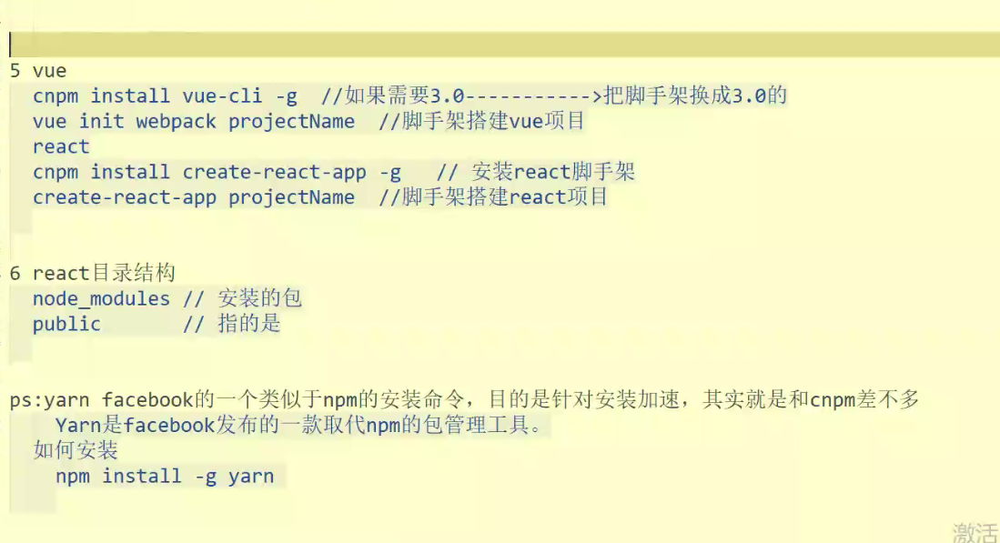 5 vue
cnpm install vue-cli -g //如果需要3.0----------->把脚手架换成3.0的
vue init webpack projectName //脚手架搭建vue项目
react
cnpm install create-react-app -g // 安装react脚手架
create-react-app projectName //脚手架搭建react项目
6 react目录结构
node_modules // 安装的包
public // 指的是
ps:yarn facebook的一个类似于npm的安装命令，目的是针对安装加速，其实就是和cnpm差不多
Yarn是facebook发布的一款取代npm的包管理工具。
如何安装
npm install -g yarn
激活